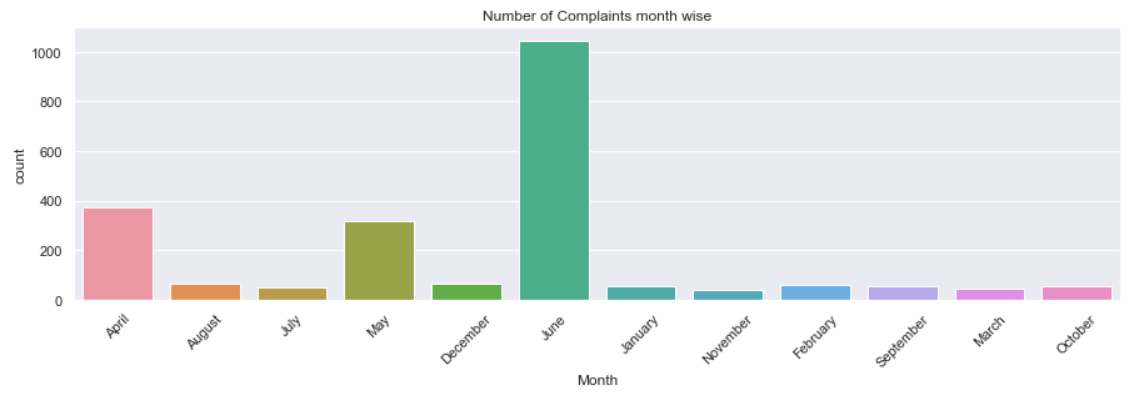 Number of Complaints month wise
count
1000
800
600
400
200
0
April
August
July
May
December
June
January
November
February
September
March
October
Month